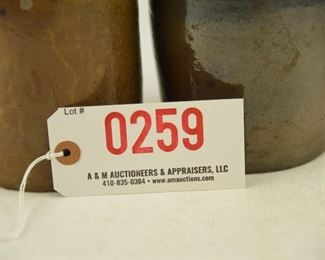 Lot #
0259
A & M AUCTIONEERS & APPRAISERS, LLC
410-835-0384 • www.amauctions.com